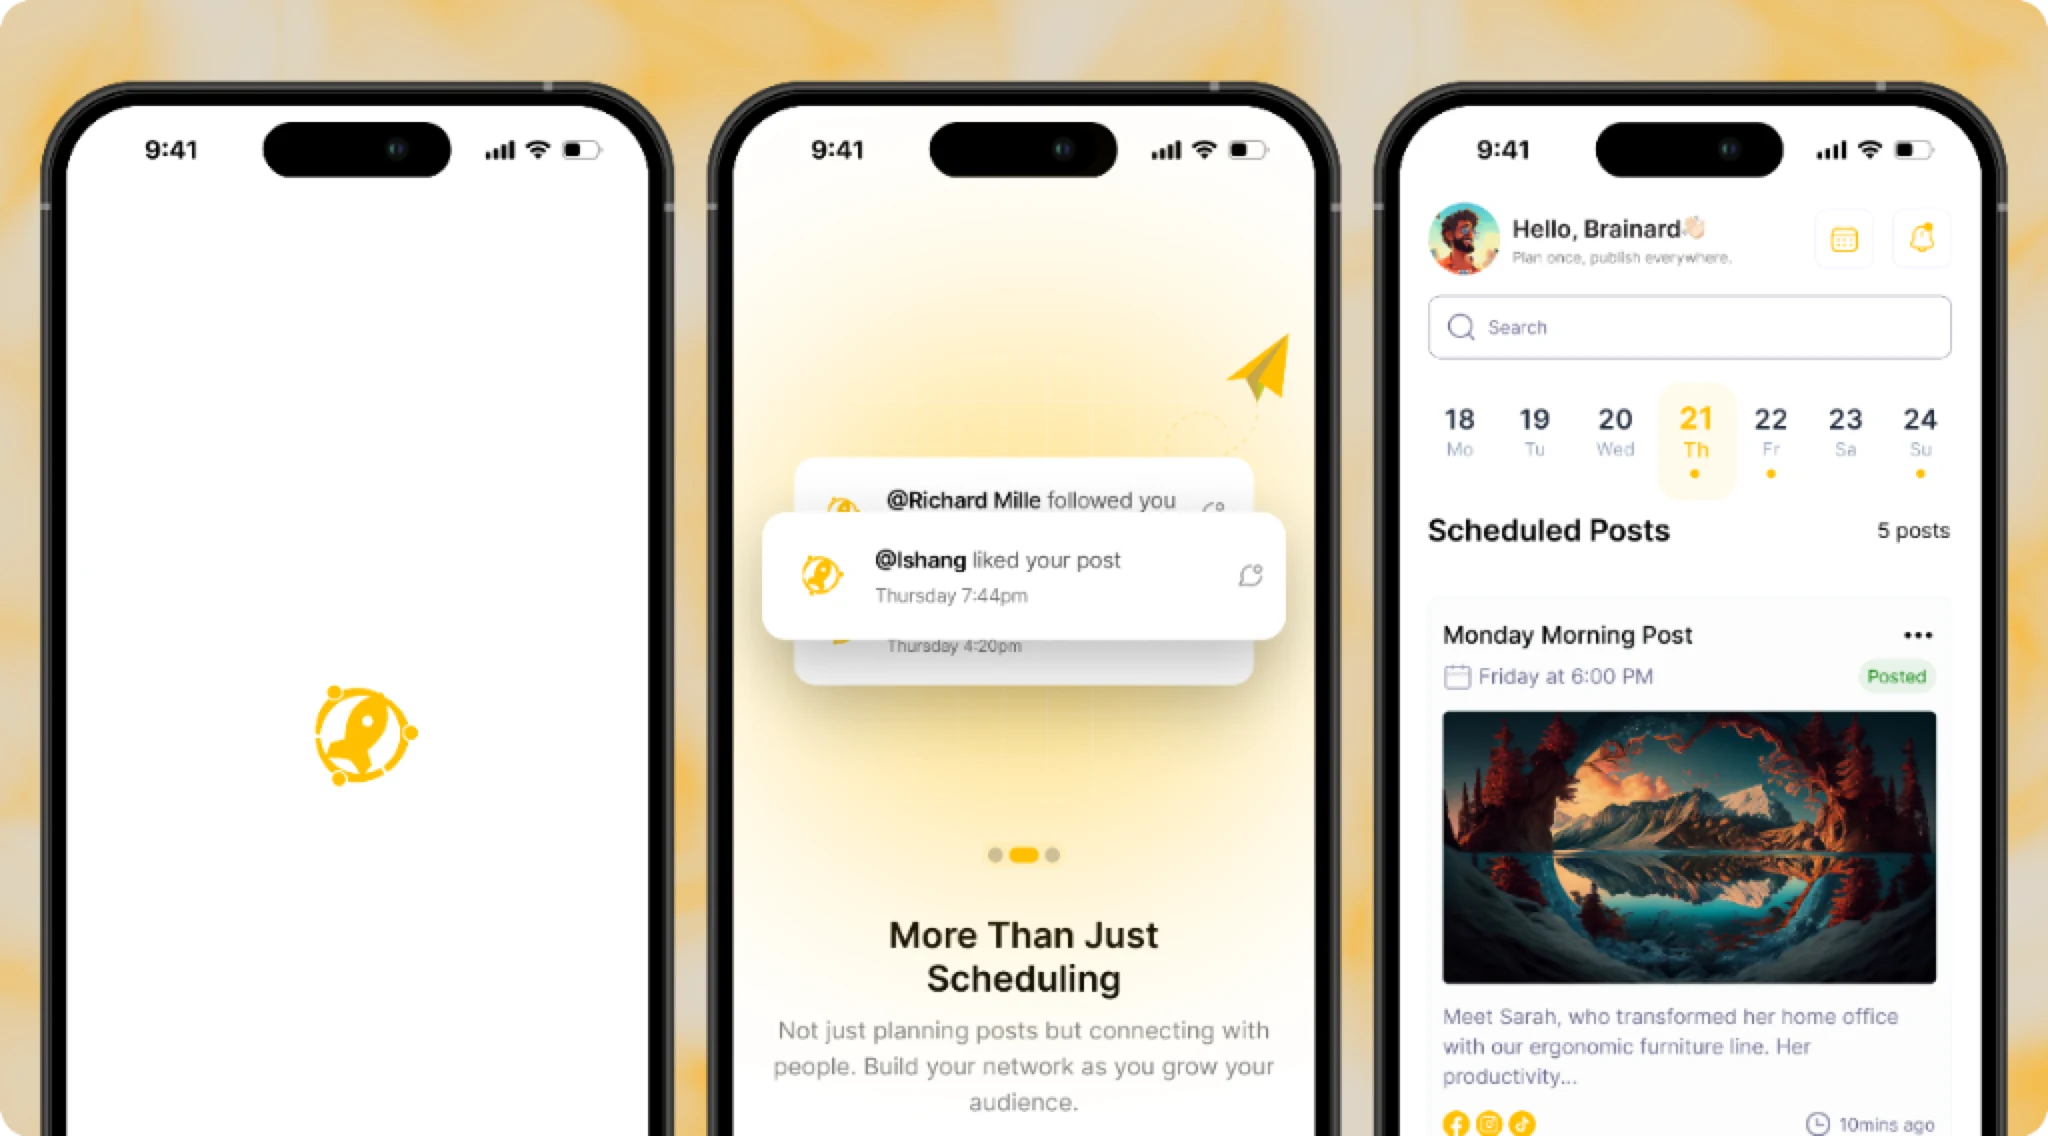 9:41
9:41
@Richard Mille followed you
@Ishang liked your post
Thursday 7:44pm
Thursday 4:20pm
More Than Just
Scheduling
Not just planning posts but connecting with
people. Build your network as you grow your
audience.
9:41
Hello, Brainard👋🏻
Plan once, publish everywhere.
Search
18 19 20 21 22 23 24
Mo Tu Wed Th Fr Sa Su
Scheduled Posts 5 posts
Monday Morning Post
Friday at 6:00 PM Posted
Meet Sarah, who transformed her home office
with our ergonomic furniture line. Her
productivity...
10mins ago